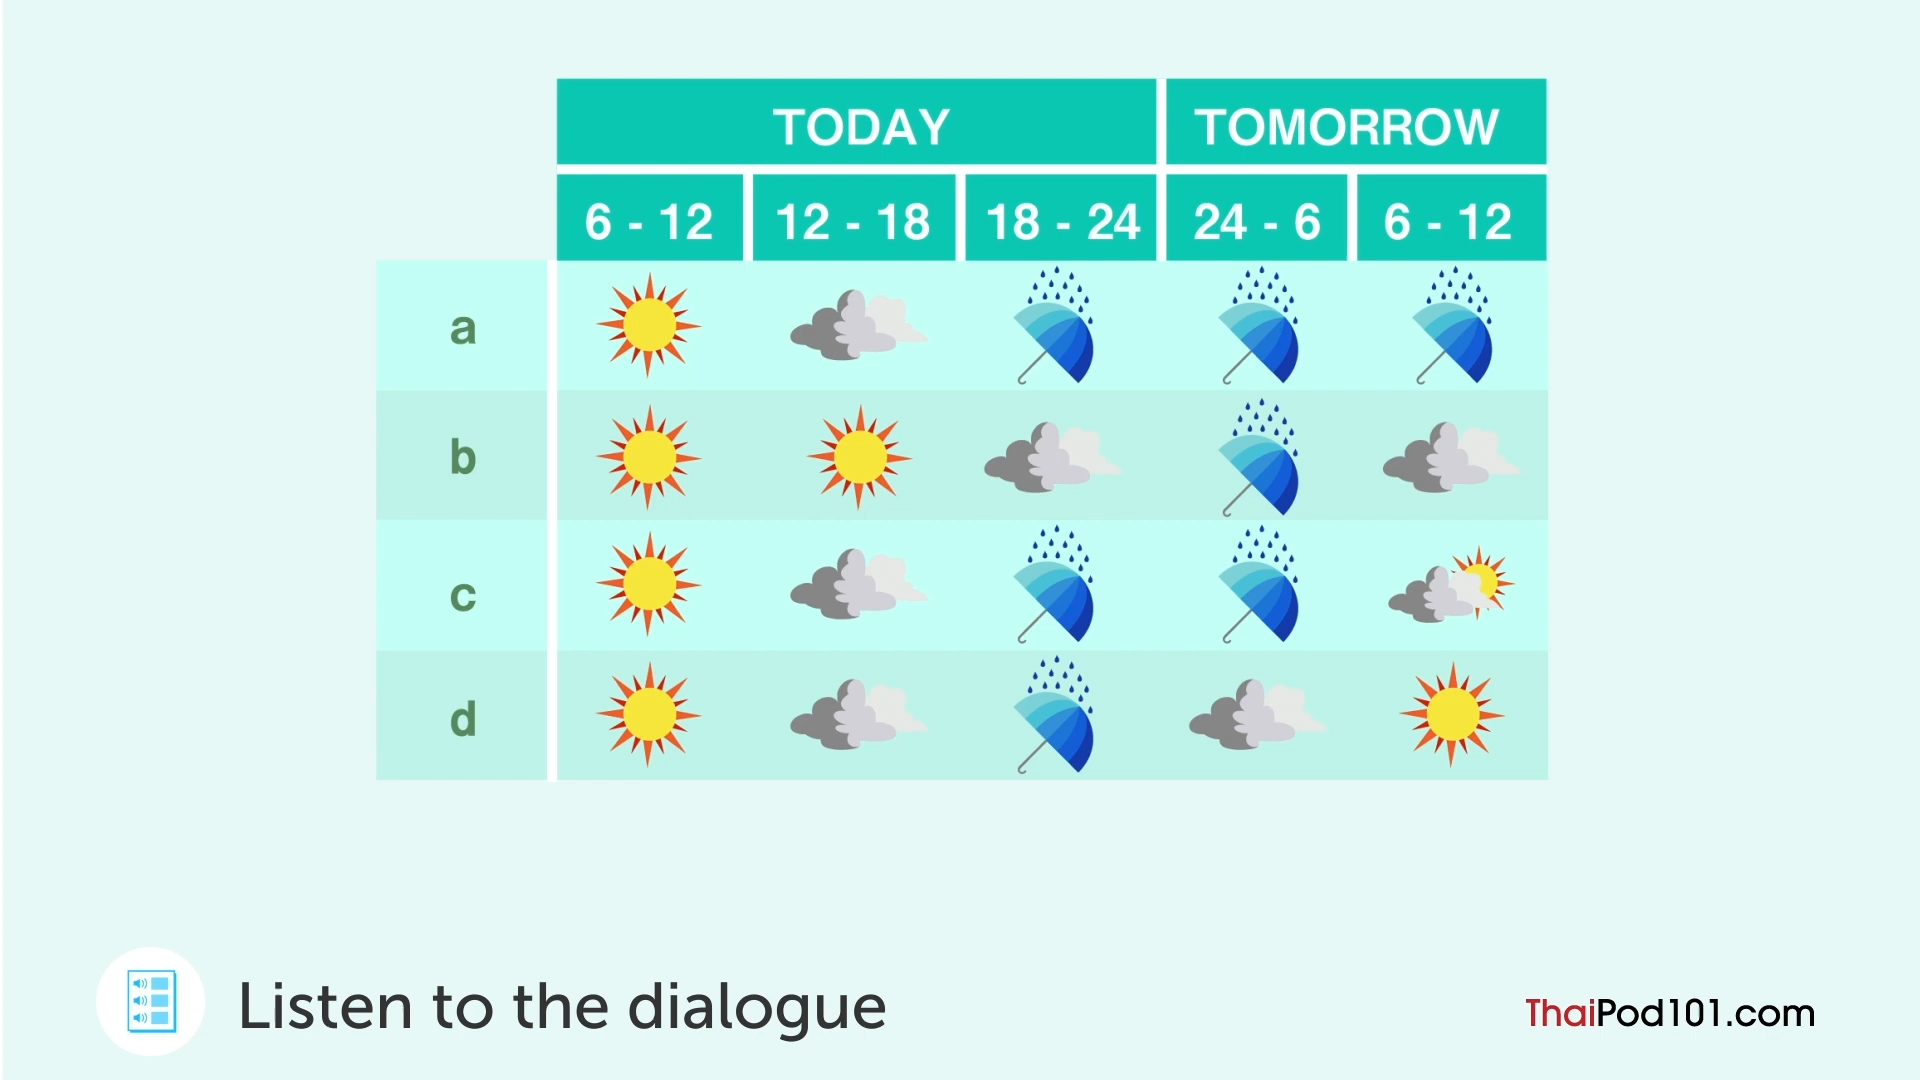 TODAY TOMORROW
6 - 12 12 - 18 18 - 24 24 - 6 6 - 12
a
b
c
d
Listen to the dialogue
ThaiPod101.com